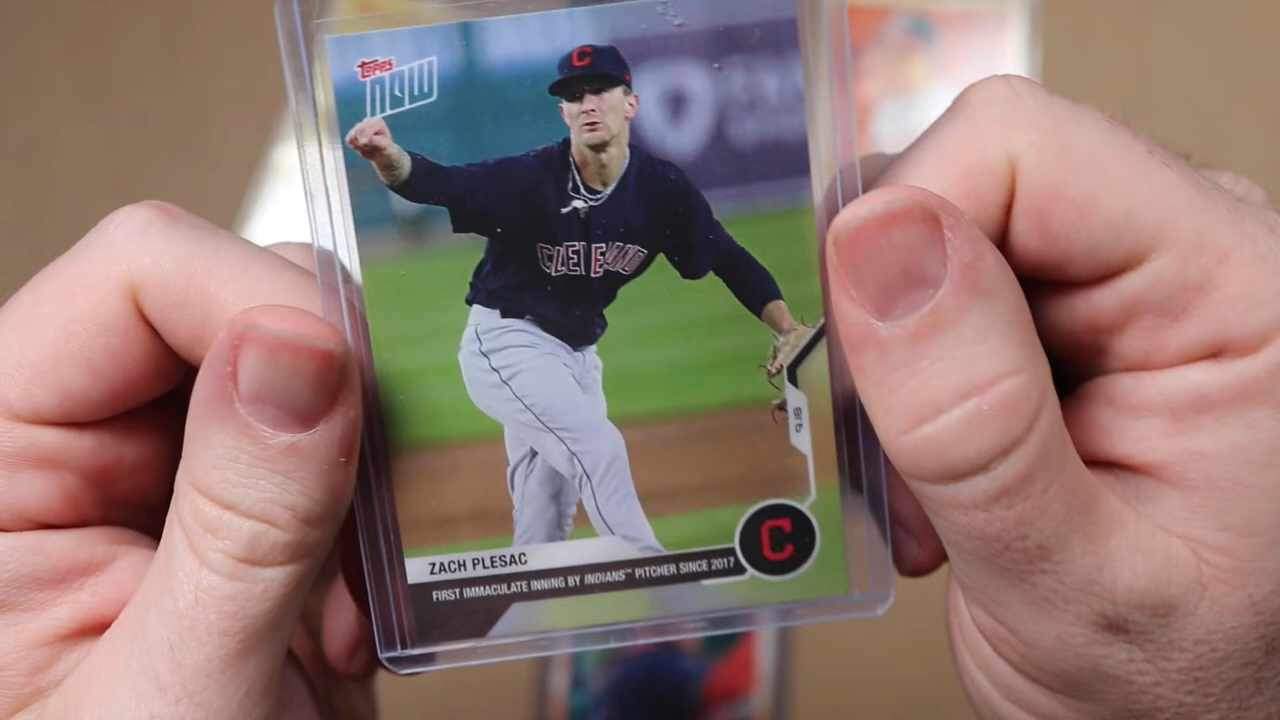 TOPPS
NOW
C
CLEVELAND
ZACH PLESAC
FIRST IMMACULATE INNING BY INDIANS™ PITCHER SINCE 2017
C